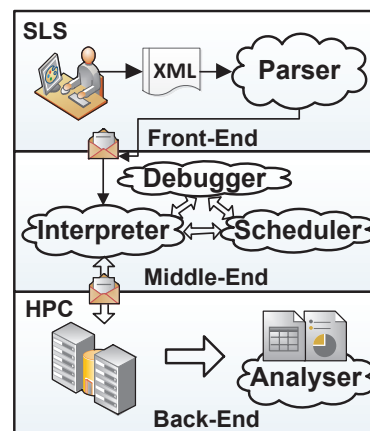 SLS
XML
Parser
Front-End
Debugger
Interpreter
Scheduler
Middle-End
HPC
Analyser
Back-End